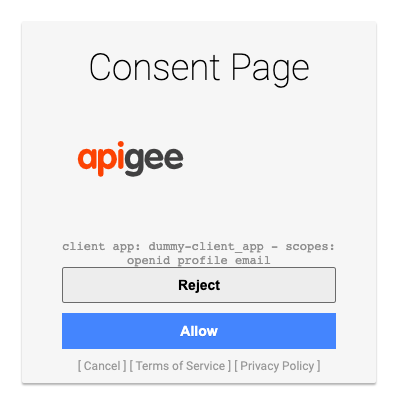 Consent Page
apigee
client app: dummy-client_app - scopes:
openid profile email
Reject
Allow
[ Cancel ] [ Terms of Service ] [ Privacy Policy ]